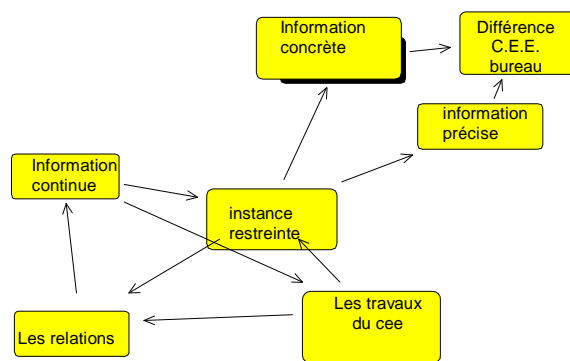 Information
concrète
Différence
C.E.E.
bureau
information
précise
Information
continue
instance
restreinte
Les travaux
du cee
Les relations